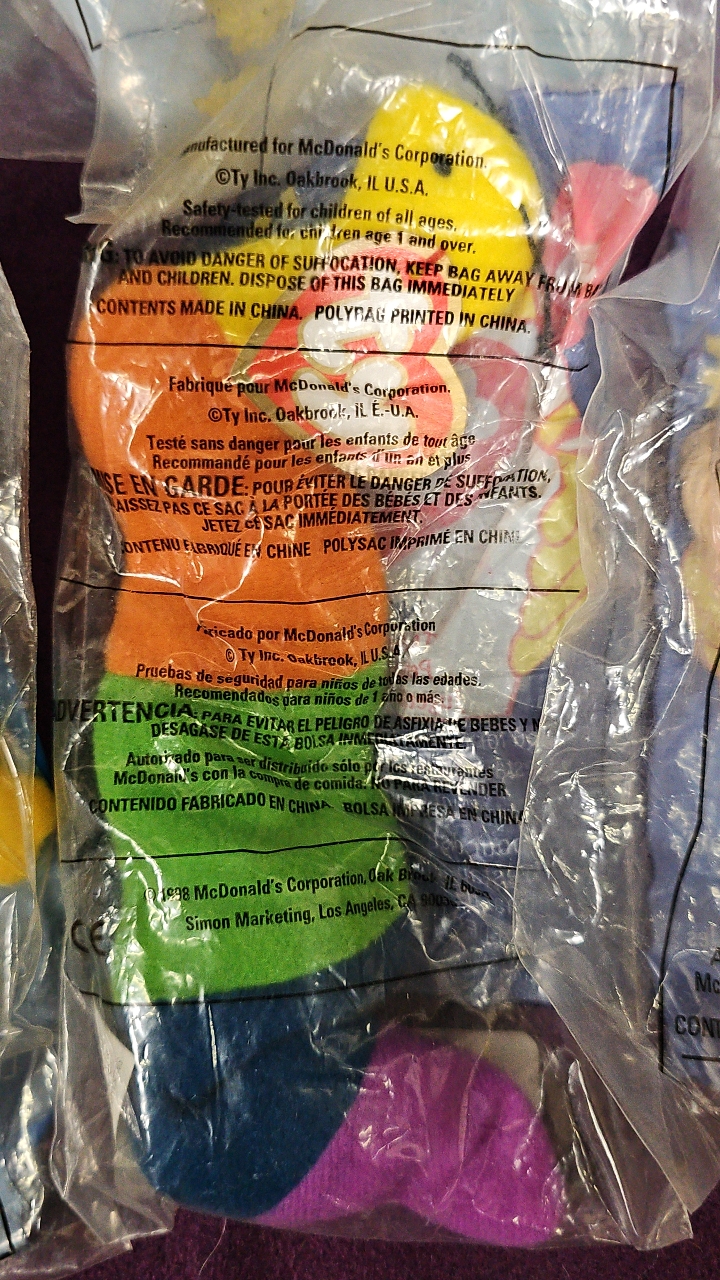 Manufactured for McDonald's Corporation.
©Ty Inc. Oakbrook, IL U.S.A.
Safety-tested for children of all ages.
Recommended for children age 1 and over.
TO AVOID DANGER OF SUFFOCATION, KEEP BAG AWAY FROM
AND CHILDREN. DISPOSE OF THIS BAG IMMEDIATELY
CONTENTS MADE IN CHINA. POLYBAG PRINTED IN CHINA.
Fabriqué pour McDonald's Corporation.
©Ty Inc. Oakbrook, IL É.-U.A.
Testé sans danger pour les enfants de tout âge
Recommandé pour les enfants d'un an et plus
MISE EN GARDE: POUR ÉVITER LE DANGER DE SUFFOCATION,
LAISSEZ PAS CE SAC À LA PORTÉE DES BÉBÉS ET DES ENFANTS.
JETEZ CE SAC IMMÉDIATEMENT.
CONTENU FABRIQUÉ EN CHINE POLYSAC IMPRIMÉ EN CHINE
Fabricado por McDonald's Corporation
© Ty Inc. Oakbrook, IL U.S.A.
Pruebas de seguridad para niños de todas las edades.
Recomendados para niños de 1 año o más.
ADVERTENCIA: PARA EVITAR EL PELIGRO DE ASFIXIA DE BEBES Y N
DESAGASE DE ESTA BOLSA INMEDIATAMENTE.
Autorizado para ser distribuido sólo por los restaurantes
McDonald's con la compra de comida. NO PARA REVENDER
CONTENIDO FABRICADO EN CHINA BOLSA IMPRESA EN CHINA
©1998 McDonald's Corporation, Oak Brook IL
Simon Marketing, Los Angeles, CA
CE
Mc
CON